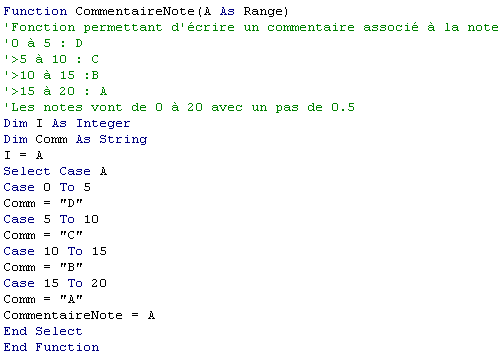 Function CommentaireNote(A As Range)
'Fonction permettant d'écrire un commentaire associé à la note
'0 à 5 : D
'>5 à 10 : C
'>10 à 15 :B
'>15 à 20 : A
'Les notes vont de 0 à 20 avec un pas de 0.5
Dim I As Integer
Dim Comm As String
I = A
Select Case A
Case 0 To 5
Comm = "D"
Case 5 To 10
Comm = "C"
Case 10 To 15
Comm = "B"
Case 15 To 20
Comm = "A"
CommentaireNote = A
End Select
End Function